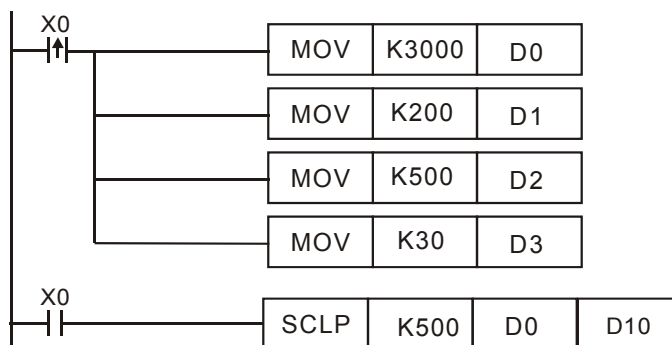 X0
MOV K3000 D0
MOV K200 D1
MOV K500 D2
MOV K30 D3
X0
SCLP K500 D0 D10